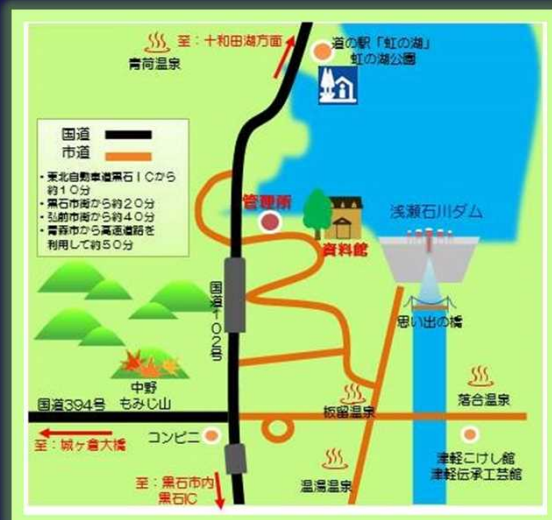 至：十和田湖方面
道の駅「虹の湖」
虹の湖公園
青荷温泉
国道
市道
・東北自動車道黒石ＩＣから
約１０分
・黒石市街から約２０分
・弘前市街から約４０分
・青森市から高速道路を
利用して約５０分
管理所
資料館
浅瀬石川ダム
思い出の橋
国道１０２号
中野
もみじ山
国道394号
至：城ヶ倉大橋
コンビニ
板留温泉
落合温泉
津軽こけし館
津軽伝承工芸館
温湯温泉
至：黒石市内
黒石IC